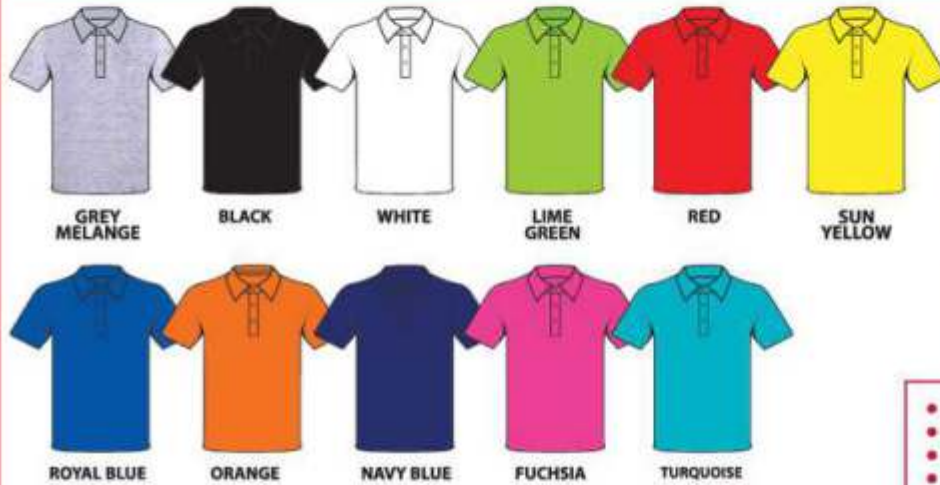 GREY
MELANGE
BLACK
WHITE
LIME
GREEN
RED
SUN
YELLOW
ROYAL BLUE
ORANGE
NAVY BLUE
FUCHSIA
TURQUOISE